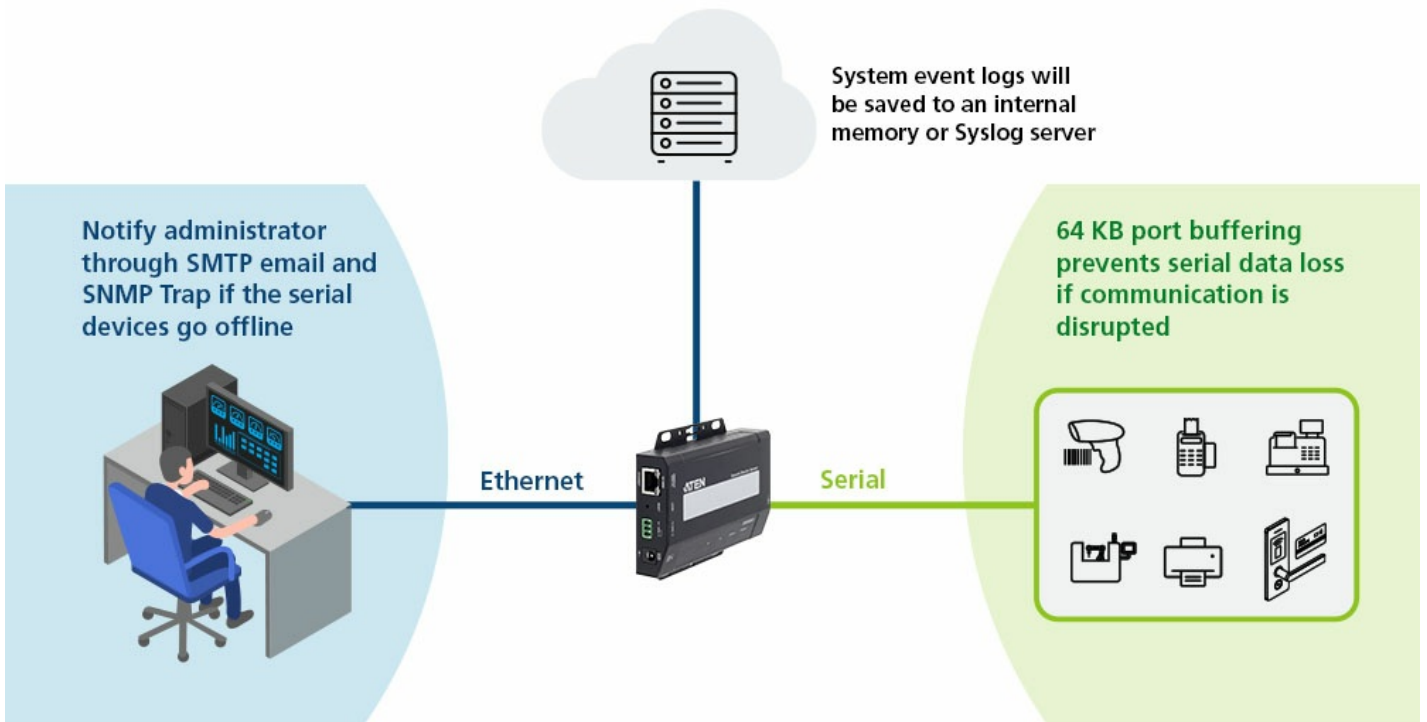 System event logs will
be saved to an internal
memory or Syslog server
Notify administrator
through SMTP email and
SNMP Trap if the serial
devices go offline
64 KB port buffering
prevents serial data loss
if communication is
disrupted
Ethernet
ATEN
Serial